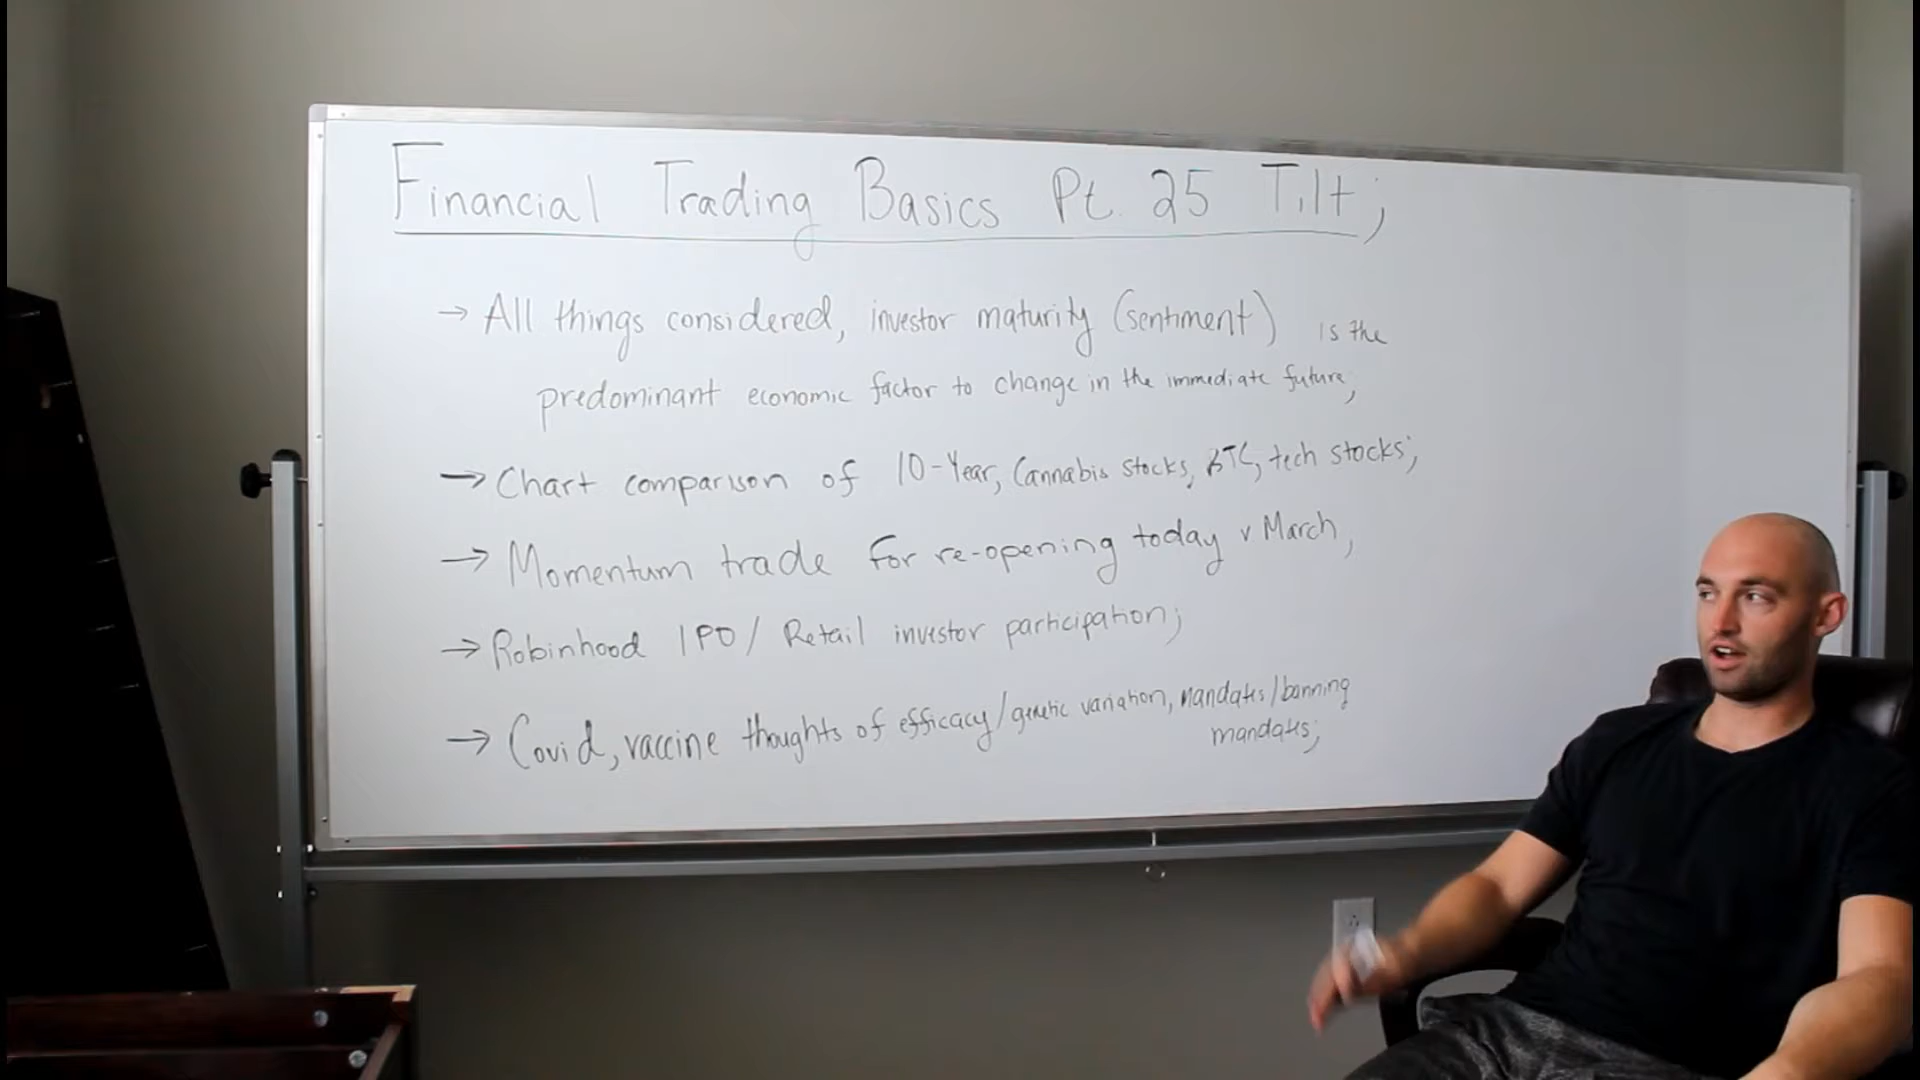 Financial Trading Basics Pt. 25 Tilt;
→ All things considered, investor maturity (sentiment) is the
predominant economic factor to change in the immediate future;
→ Chart comparison of 10-Year, Cannabis stocks, BTC, tech stocks;
→ Momentum trade for re-opening today v March;
→ Robinhood IPO/ Retail investor participation;
→ Covid, vaccine thoughts of efficacy/genetic variation, mandates/banning
mandates;